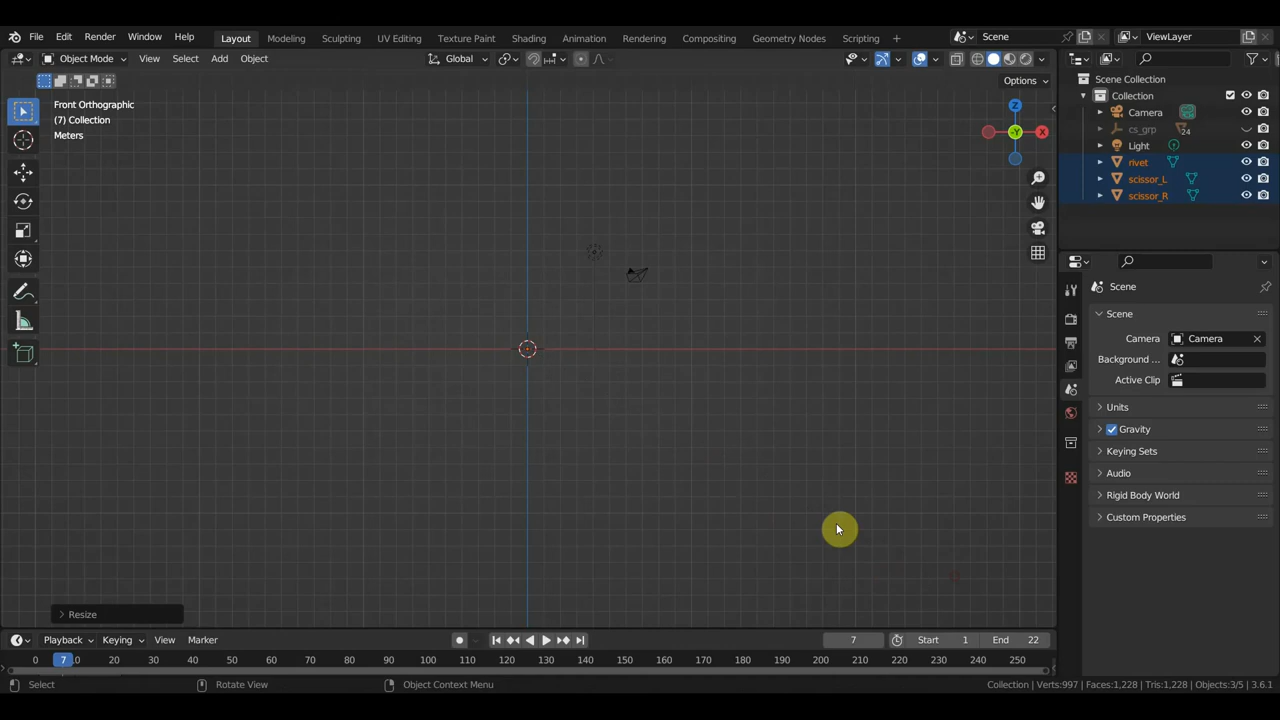 File Edit Render Window Help Layout Modeling Sculpting UV Editing Texture Paint Shading Animation Rendering Compositing Geometry Nodes Scripting + Scene ViewLayer
Object Mode View Select Add Object Global
Options
Front Orthographic
(7) Collection
Meters
Z
-Y
X
Scene Collection
Collection
Camera
cs_grp 24
Light
rivet
scissor_L
scissor_R
Scene
Scene
Camera Camera
Background ...
Active Clip
Units
Gravity
Keying Sets
Audio
Rigid Body World
Custom Properties
Resize
Playback Keying View Marker 7 Start 1 End 22
0 7 10 20 30 40 50 60 70 80 90 100 110 120 130 140 150 160 170 180 190 200 210 220 230 240 250
Select Rotate View Object Context Menu Collection | Verts:997 | Faces:1,228 | Tris:1,228 | Objects:3/5 | 3.6.1